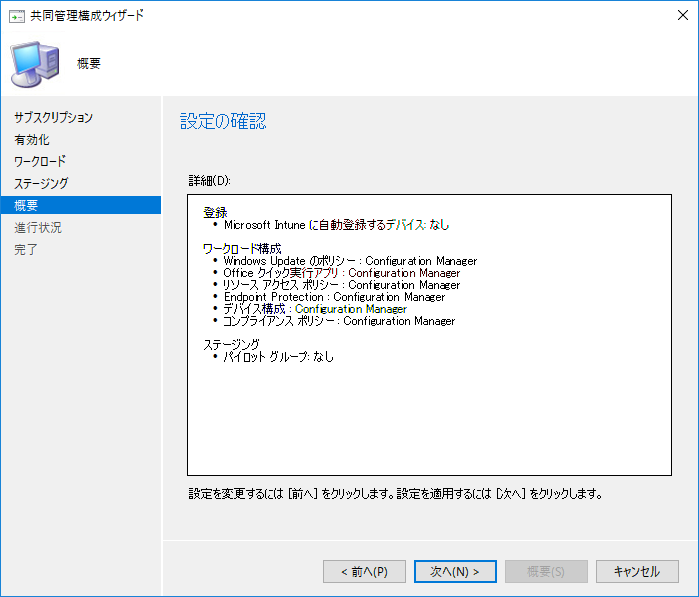 共同管理構成ウィザード
概要
サブスクリプション
有効化
ワークロード
ステージング
概要
進行状況
完了
設定の確認
詳細(D):
登録
• Microsoft Intune に自動登録するデバイス: なし
ワークロード構成
• Windows Update のポリシー : Configuration Manager
• Office クイック実行アプリ : Configuration Manager
• リソース アクセス ポリシー : Configuration Manager
• Endpoint Protection : Configuration Manager
• デバイス構成 : Configuration Manager
• コンプライアンス ポリシー : Configuration Manager
ステージング
• パイロット グループ: なし
設定を変更するには [前へ] をクリックします。設定を適用するには [次へ] をクリックします。
< 前へ(P)
次へ(N) >
概要(S)
キャンセル